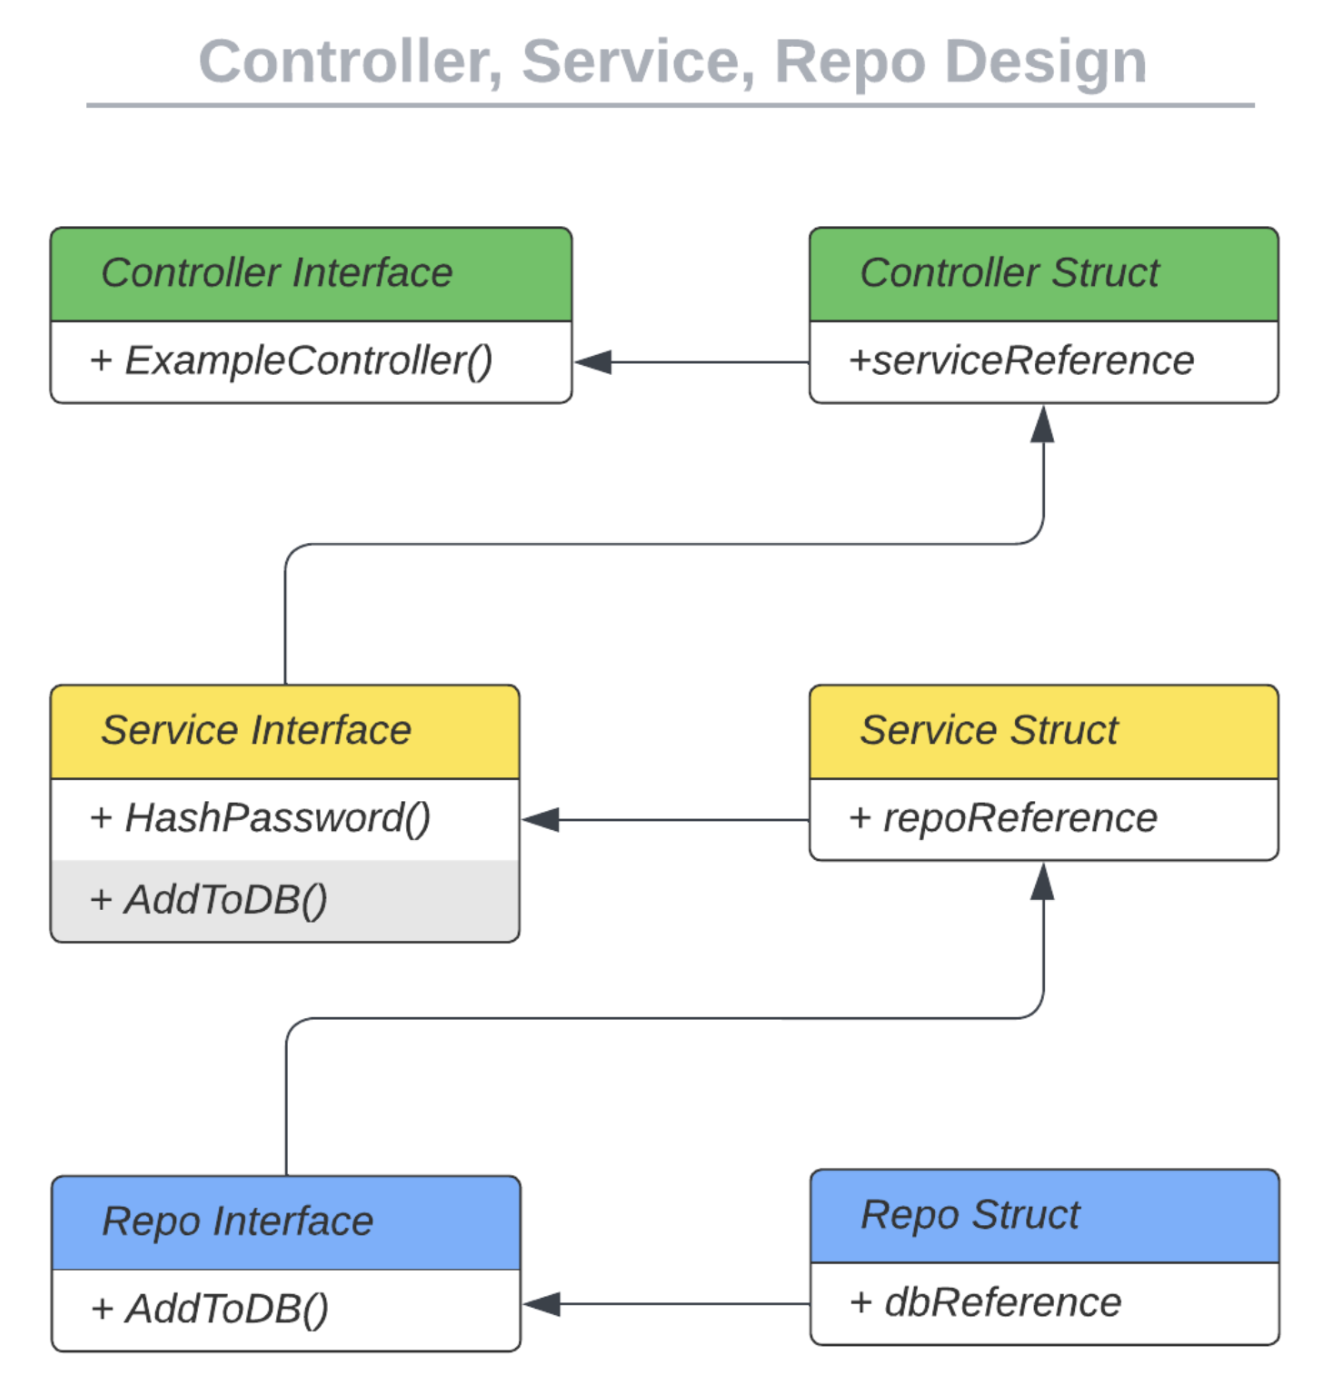 Controller, Service, Repo Design
Controller Interface
+ ExampleController()
Controller Struct
+serviceReference
Service Interface
+ HashPassword()
+ AddToDB()
Service Struct
+ repoReference
Repo Interface
+ AddToDB()
Repo Struct
+ dbReference